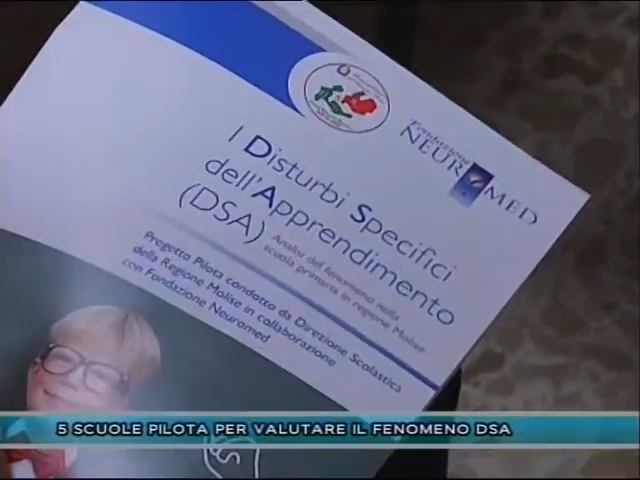 Fondazione
NEUROMED
I Disturbi Specifici
dell'Apprendimento
(DSA)
Analisi del fenomeno nella
scuola primaria in regione Molise
Progetto Pilota condotto da Direzione Scolastica
della Regione Molise in collaborazione
con Fondazione Neuromed
5 SCUOLE PILOTA PER VALUTARE IL FENOMENO DSA